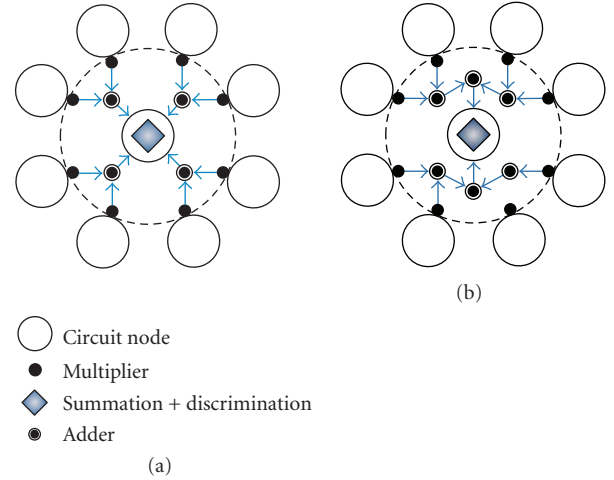 (b)
Circuit node
Multiplier
Summation + discrimination
Adder
(a)